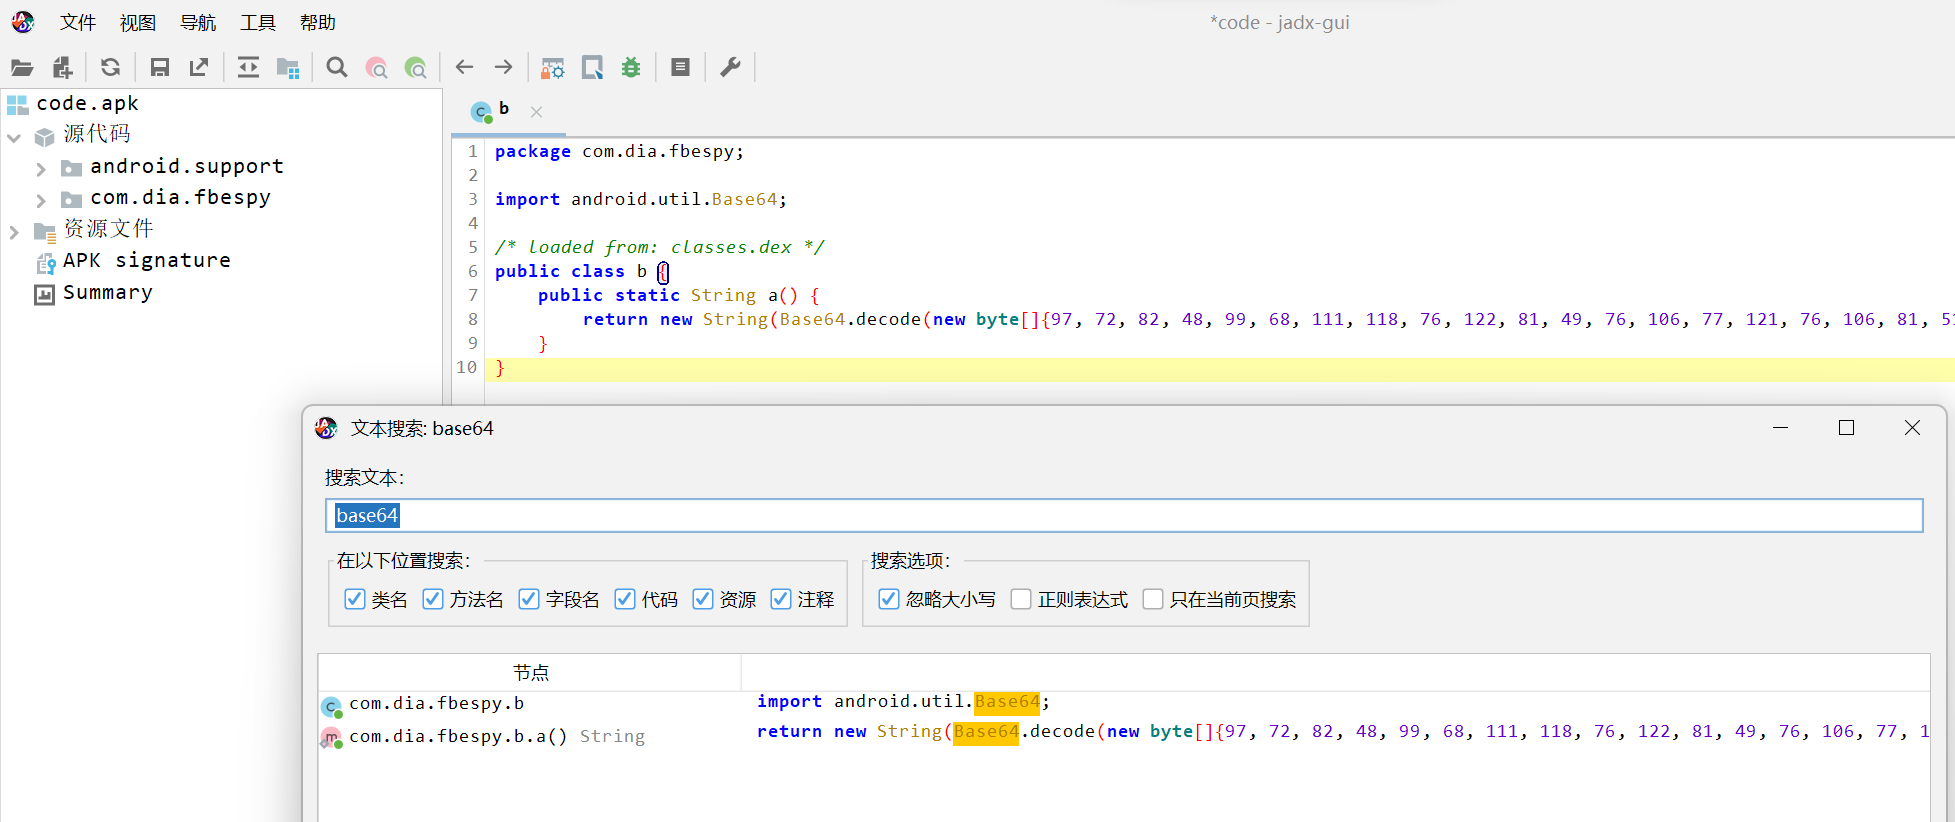 文件 视图 导航 工具 帮助
*code - jadx-gui
code.apk
源代码
android.support
com.dia.fbespy
资源文件
APK signature
Summary
b
1 package com.dia.fbespy;
2
3 import android.util.Base64;
4
5 /* loaded from: classes.dex */
6 public class b {
7 public static String a() {
8 return new String(Base64.decode(new byte[]{97, 72, 82, 48, 99, 68, 111, 118, 76, 122, 81, 49, 76, 106, 77, 121, 76, 106, 81, 51
9 }
10 }
文本搜索: base64
搜索文本:
base64
在以下位置搜索:
类名 方法名 字段名 代码 资源 注释
搜索选项:
忽略大小写 正则表达式 只在当前页搜索
节点
com.dia.fbespy.b import android.util.Base64;
com.dia.fbespy.b.a() String return new String(Base64.decode(new byte[]{97, 72, 82, 48, 99, 68, 111, 118, 76, 122, 81, 49, 76, 106, 77, 1